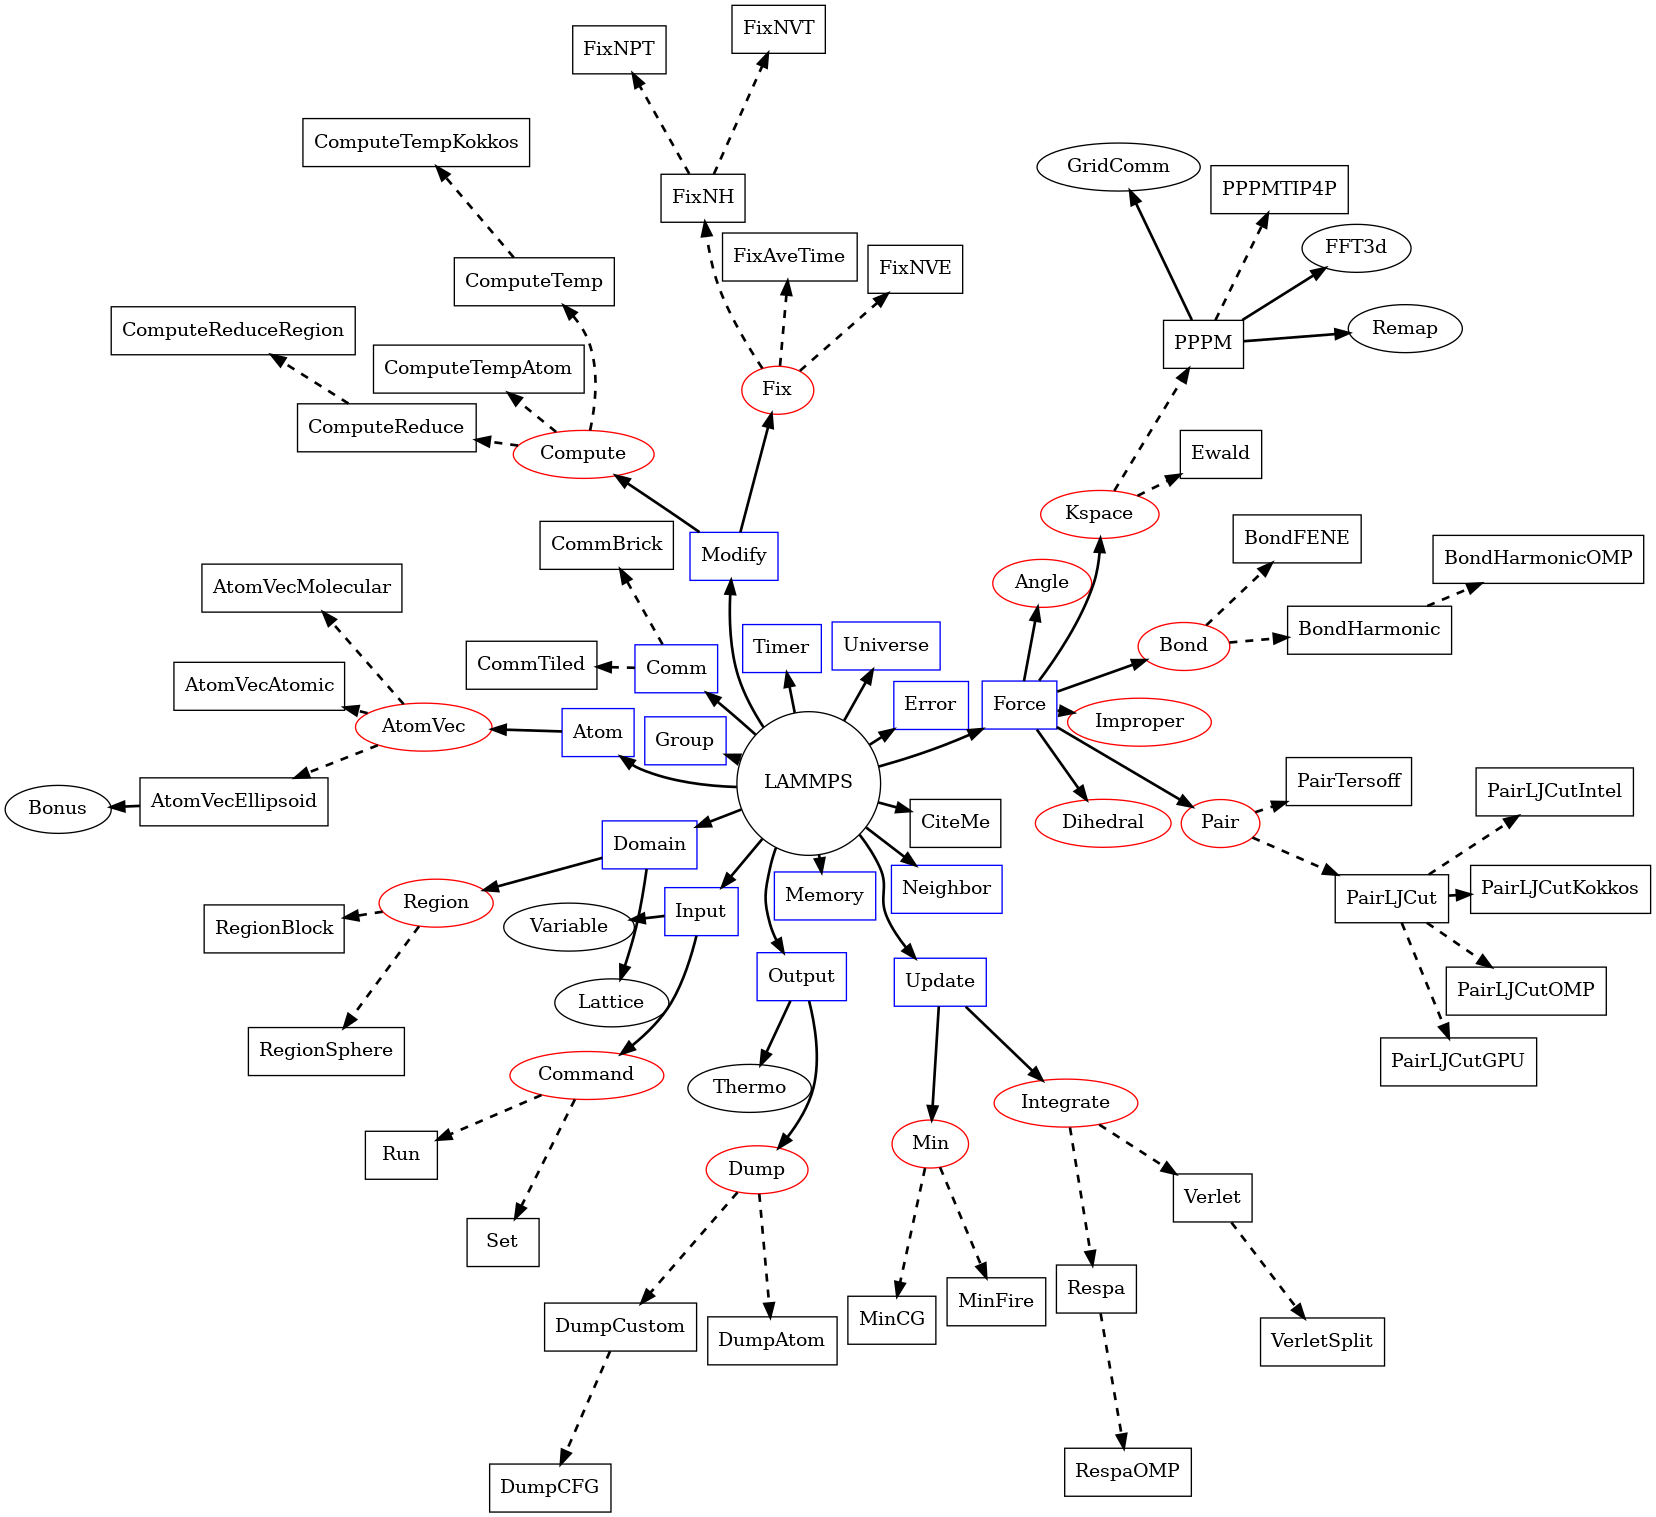 FixNVT
FixNPT
ComputeTempKokkos
GridComm
PPPMTIP4P
FixNH
FFT3d
FixAveTime
FixNVE
ComputeTemp
ComputeReduceRegion
Remap
PPPM
ComputeTempAtom
Fix
ComputeReduce
Compute
Ewald
Kspace
BondFENE
CommBrick
Modify
BondHarmonicOMP
Angle
AtomVecMolecular
BondHarmonic
Timer
Universe
Bond
CommTiled
Comm
AtomVecAtomic
Error
Force
Improper
AtomVec
Atom
Group
LAMMPS
PairTersoff
PairLJCutIntel
Bonus
AtomVecEllipsoid
CiteMe
Dihedral
Pair
Domain
Neighbor
PairLJCutKokkos
Memory
PairLJCut
Region
Input
Variable
RegionBlock
Output
Update
PairLJCutOMP
Lattice
RegionSphere
PairLJCutGPU
Command
Thermo
Integrate
Min
Run
Dump
Verlet
Set
Respa
MinFire
MinCG
DumpCustom
DumpAtom
VerletSplit
RespaOMP
DumpCFG